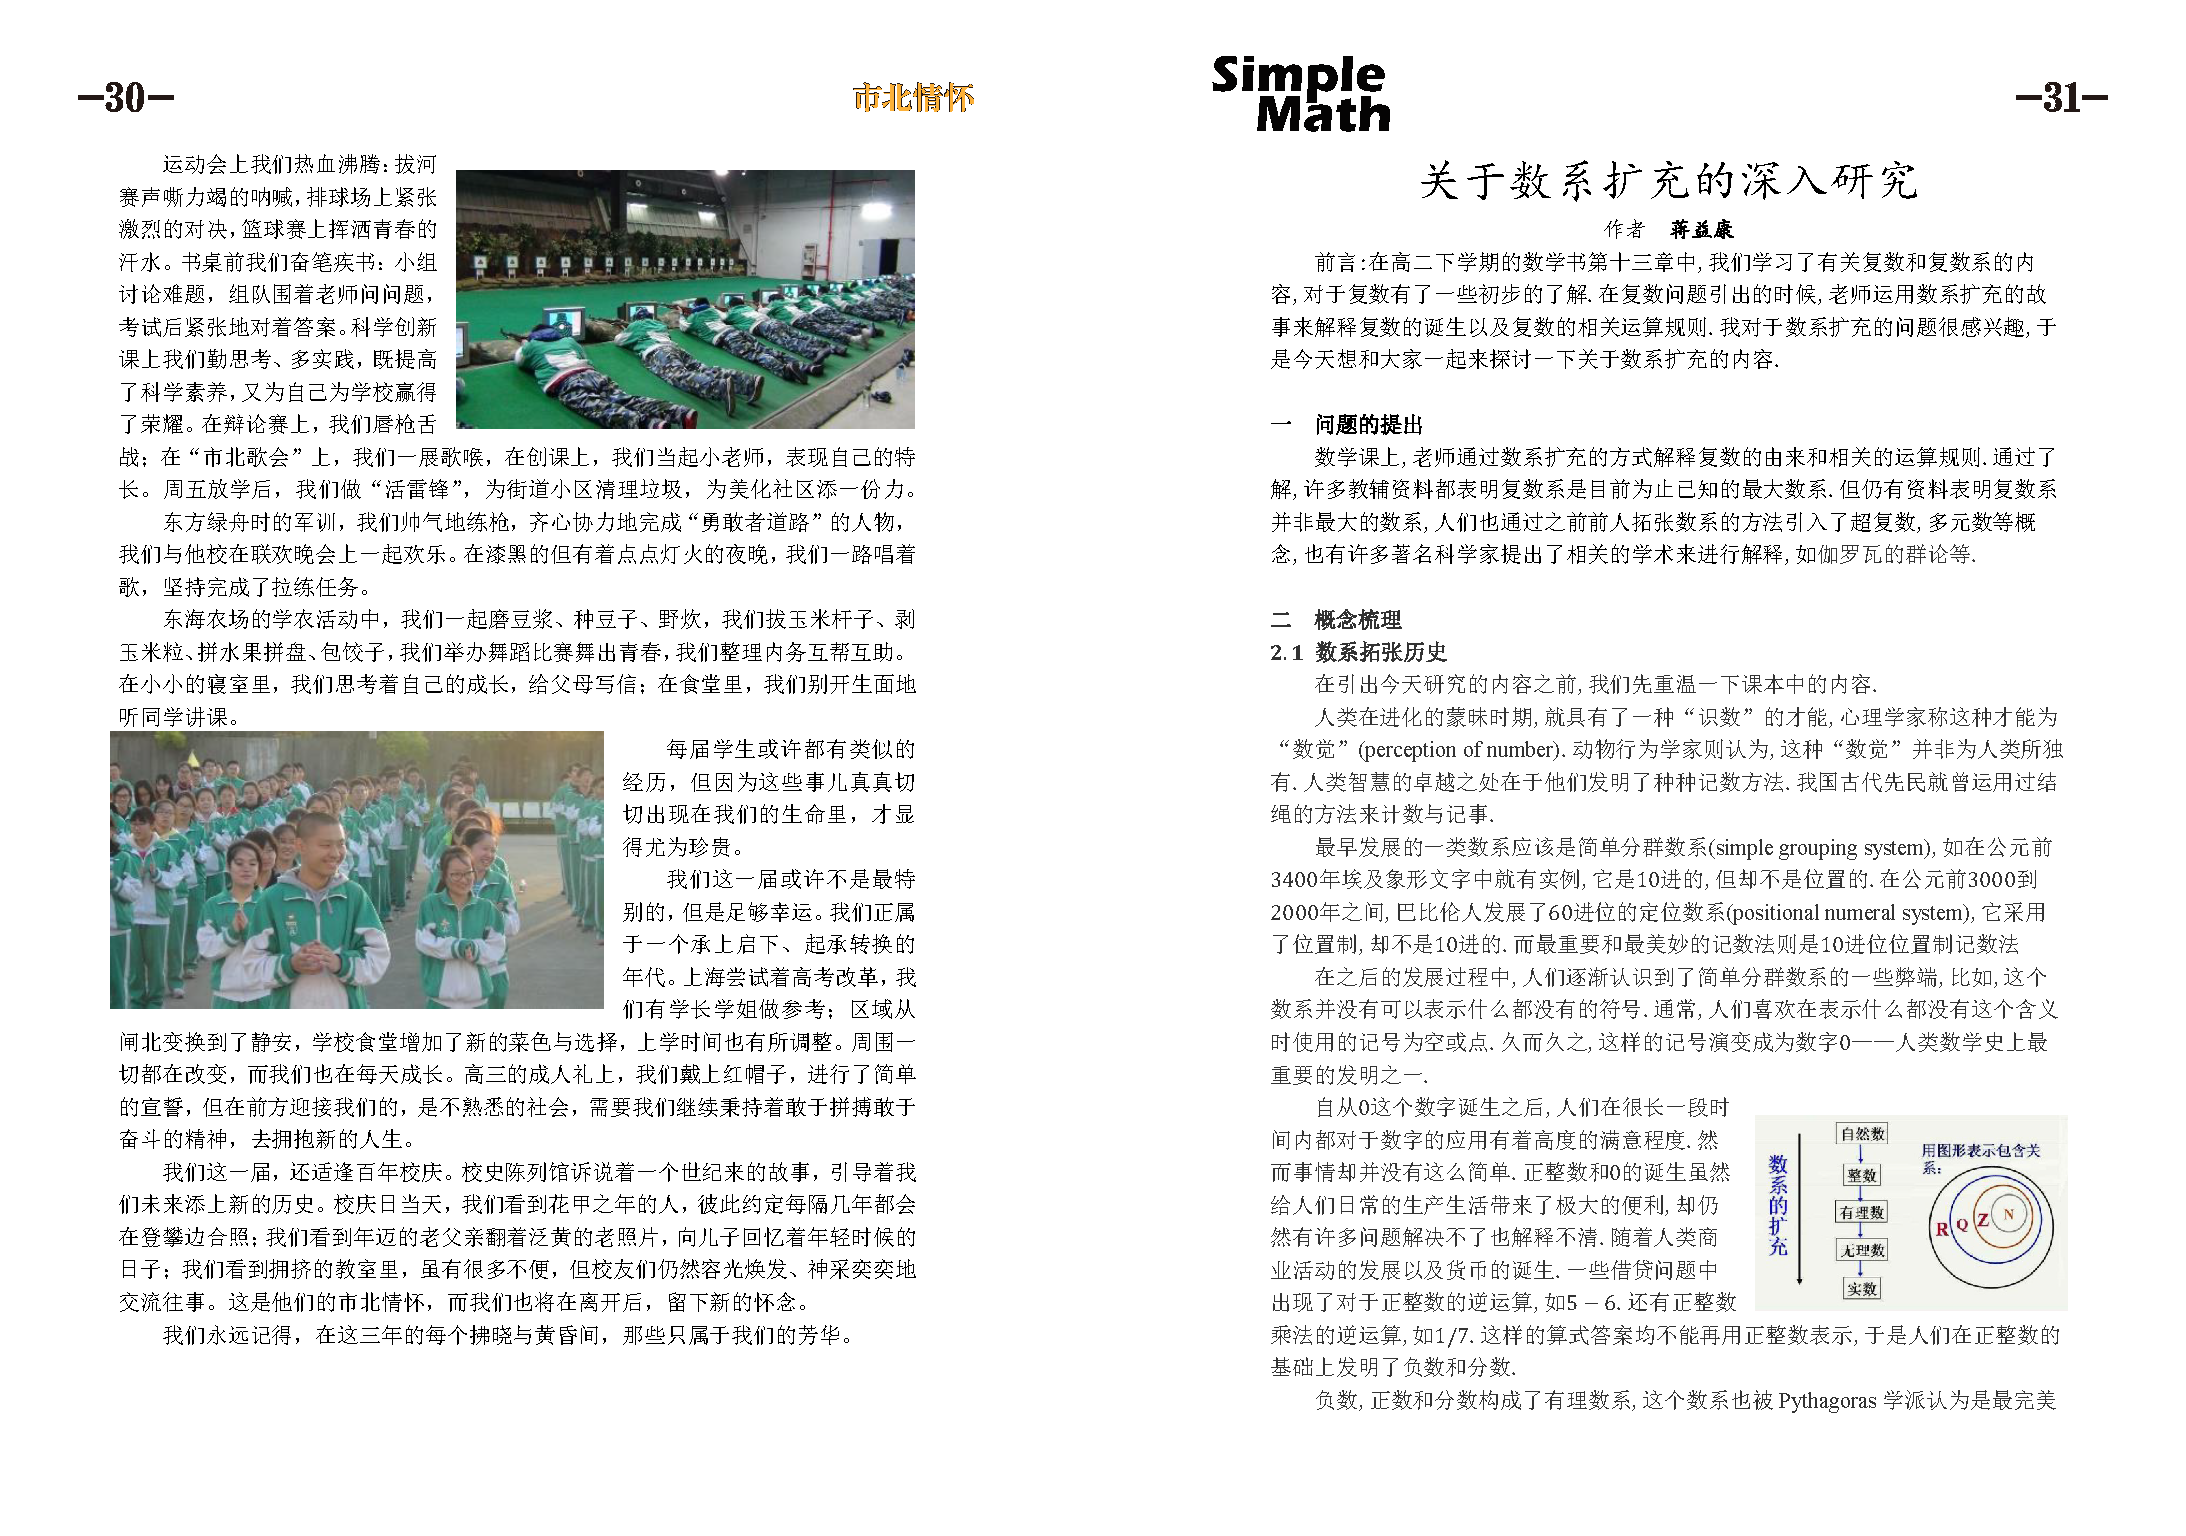 -30-
市北情怀
运动会上我们热血沸腾:拔河
赛声嘶力竭的呐喊,排球场上紧张
激烈的对决,篮球赛上挥洒青春的
汗水。书桌前我们奋笔疾书:小组
讨论难题，组队围着老师问问题，
考试后紧张地对着答案。科学创新
课上我们勤思考、多实践，既提高
了科学素养，又为自己为学校赢得
了荣耀。在辩论赛上，我们唇枪舌
战；在“市北歌会”上，我们一展歌喉，在创课上，我们当起小老师，表现自己的特
长。周五放学后，我们做“活雷锋”，为街道小区清理垃圾，为美化社区添一份力。
东方绿舟时的军训，我们帅气地练枪，齐心协力地完成“勇敢者道路”的人物，
我们与他校在联欢晚会上一起欢乐。在漆黑的但有着点点灯火的夜晚，我们一路唱着
歌，坚持完成了拉练任务。
东海农场的学农活动中，我们一起磨豆浆、种豆子、野炊，我们拔玉米杆子、剥
玉米粒、拼水果拼盘、包饺子，我们举办舞蹈比赛舞出青春，我们整理内务互帮互助。
在小小的寝室里，我们思考着自己的成长，给父母写信；在食堂里，我们别开生面地
听同学讲课。
每届学生或许都有类似的
经历，但因为这些事儿真真切
切出现在我们的生命里，才显
得尤为珍贵。
我们这一届或许不是最特
别的，但是足够幸运。我们正属
于一个承上启下、起承转换的
年代。上海尝试着高考改革，我
们有学长学姐做参考；区域从
闸北变换到了静安，学校食堂增加了新的菜色与选择，上学时间也有所调整。周围一
切都在改变，而我们也在每天成长。高三的成人礼上，我们戴上红帽子，进行了简单
的宣誓，但在前方迎接我们的，是不熟悉的社会，需要我们继续秉持着敢于拼搏敢于
奋斗的精神，去拥抱新的人生。
我们这一届，还适逢百年校庆。校史陈列馆诉说着一个世纪来的故事，引导着我
们未来添上新的历史。校庆日当天，我们看到花甲之年的人，彼此约定每隔几年都会
在登攀边合照；我们看到年迈的老父亲翻着泛黄的老照片，向儿子回忆着年轻时候的
日子；我们看到拥挤的教室里，虽有很多不便，但校友们仍然容光焕发、神采奕奕地
交流往事。这是他们的市北情怀，而我们也将在离开后，留下新的怀念。
我们永远记得，在这三年的每个拂晓与黄昏间，那些只属于我们的芳华。
Simple
Math
-31-
关于数系扩充的深入研究
作者 蒋益康
前言:在高二下学期的数学书第十三章中,我们学习了有关复数和复数系的内
容,对于复数有了一些初步的了解.在复数问题引出的时候,老师运用数系扩充的故
事来解释复数的诞生以及复数的相关运算规则.我对于数系扩充的问题很感兴趣,于
是今天想和大家一起来探讨一下关于数系扩充的内容.
一 问题的提出
数学课上,老师通过数系扩充的方式解释复数的由来和相关的运算规则.通过了
解,许多教辅资料都表明复数系是目前为止已知的最大数系.但仍有资料表明复数系
并非最大的数系,人们也通过之前前人拓张数系的方法引入了超复数,多元数等概
念,也有许多著名科学家提出了相关的学术来进行解释,如伽罗瓦的群论等.
二 概念梳理
2.1 数系拓张历史
在引出今天研究的内容之前,我们先重温一下课本中的内容.
人类在进化的蒙昧时期,就具有了一种“识数”的才能,心理学家称这种才能为
“数觉”(perception of number).动物行为学家则认为,这种“数觉”并非为人类所独
有.人类智慧的卓越之处在于他们发明了种种记数方法.我国古代先民就曾运用过结
绳的方法来计数与记事.
最早发展的一类数系应该是简单分群数系(simple grouping system),如在公元前
3400年埃及象形文字中就有实例,它是10进的,但却不是位置的.在公元前3000到
2000年之间,巴比伦人发展了60进位的定位数系(positional numeral system),它采用
了位置制,却不是10进的.而最重要和最美妙的记数法则是10进位位置制记数法
在之后的发展过程中,人们逐渐认识到了简单分群数系的一些弊端,比如,这个
数系并没有可以表示什么都没有的符号.通常,人们喜欢在表示什么都没有这个含义
时使用的记号为空或点.久而久之,这样的记号演变成为数字0——人类数学史上最
重要的发明之一.
自从0这个数字诞生之后,人们在很长一段时
间内都对于数字的应用有着高度的满意程度.然
而事情却并没有这么简单.正整数和0的诞生虽然
给人们日常的生产生活带来了极大的便利,却仍
然有许多问题解决不了也解释不清.随着人类商
业活动的发展以及货币的诞生.一些借贷问题中
出现了对于正整数的逆运算,如5 − 6.还有正整数
乘法的逆运算,如1/7.这样的算式答案均不能再用正整数表示,于是人们在正整数的
基础上发明了负数和分数.
负数,正数和分数构成了有理数系,这个数系也被 Pythagoras 学派认为是最完美
数系的扩充
自然数
整数
有理数
无理数
实数
用图形表示包含关
系:
R Q Z N